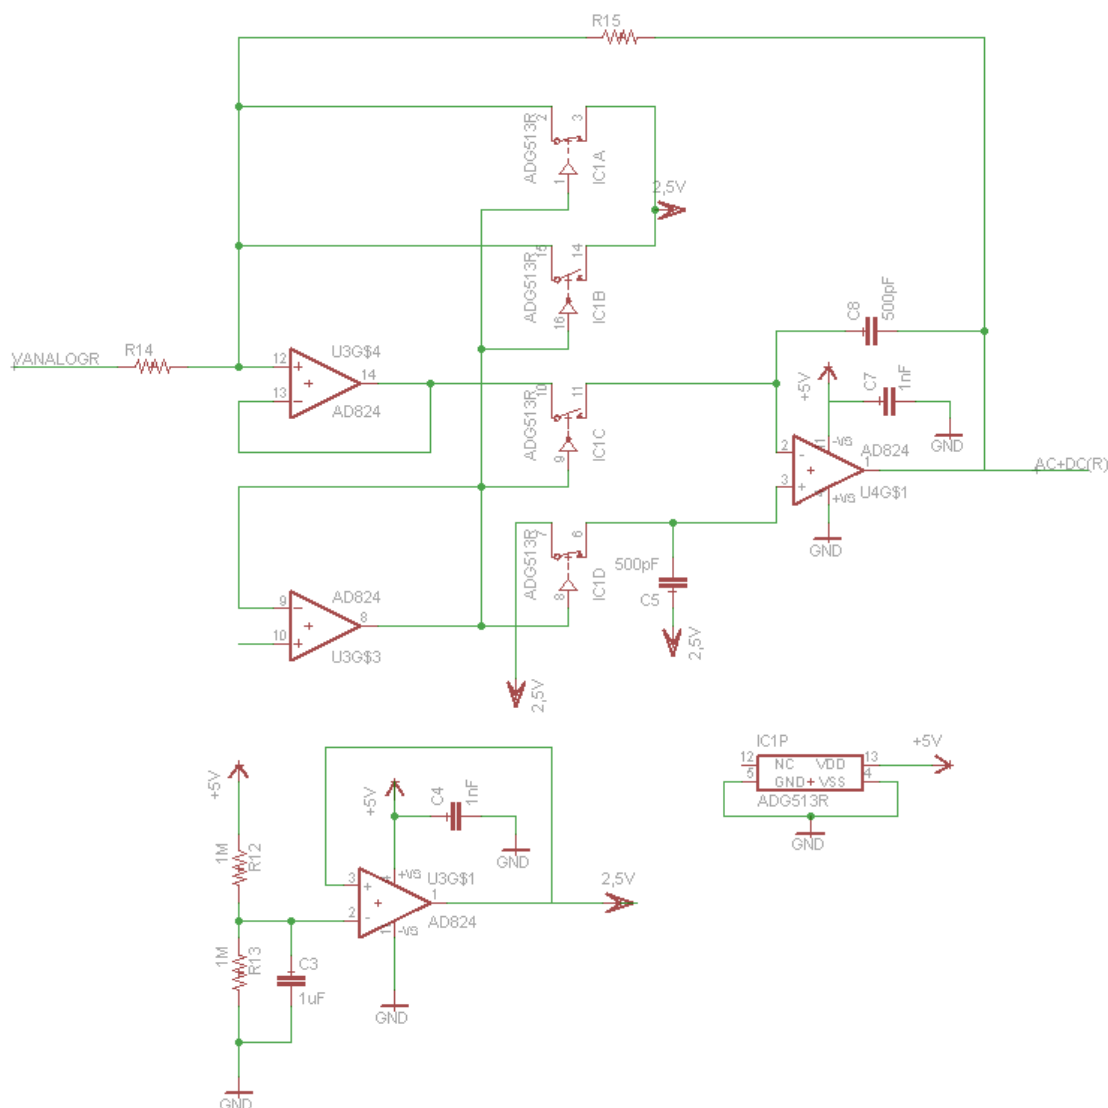 R15
ADG513R
2
3
1
IC1A
2,5V
ADG513R
15
14
16
IC1B
VANALOGR
R14
12
13
14
U3G$4
AD824
ADG513R
10
11
9
IC1C
C8
500pF
+5V
C7
1nF
GND
-VS
2
3
1
AD824
U4G$1
+VS
GND
AC+DC(R)
ADG513R
7
6
8
IC1D
500pF
C5
2,5V
2,5V
9
10
8
AD824
U3G$3
+5V
1M
R12
1M
R13
C3
1uF
GND
+5V
C4
1nF
GND
+VS
3
2
1
U3G$1
AD824
-VS
GND
2,5V
IC1P
12
5
NC VDD
GND VSS
13
4
ADG513R
+5V
GND